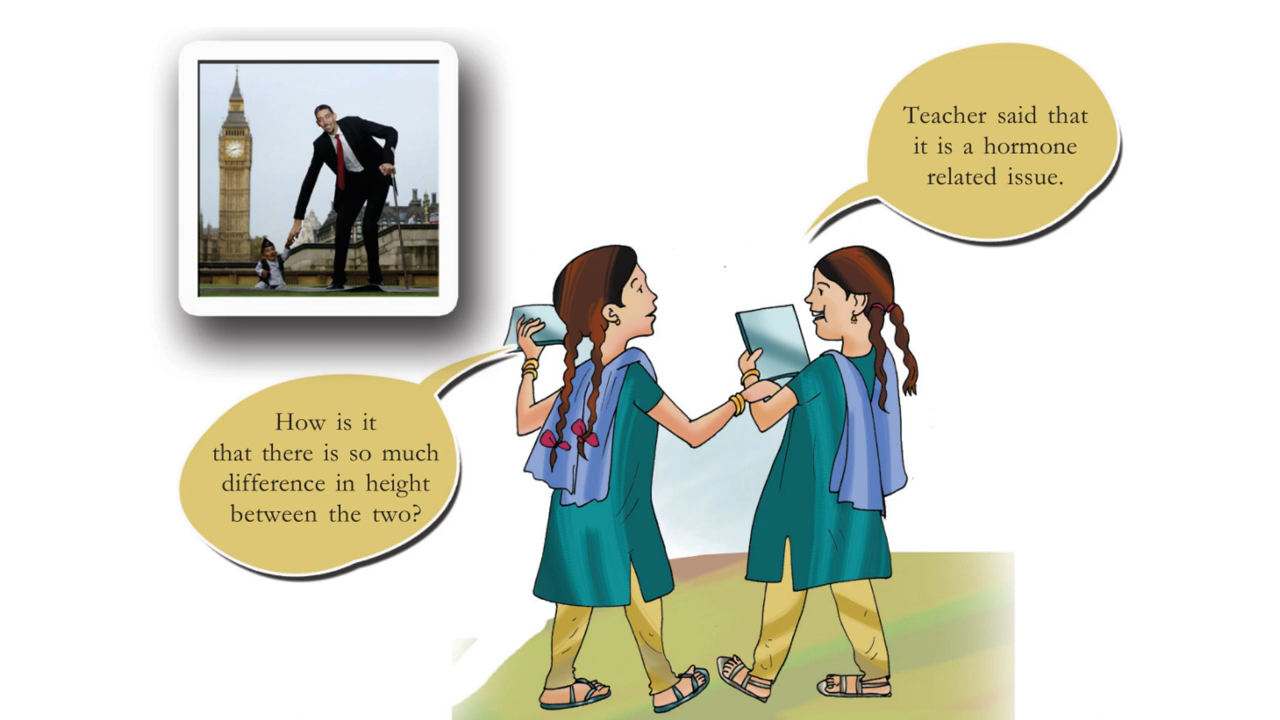 How is it
that there is so much
difference in height
between the two?
Teacher said that
it is a hormone
related issue.